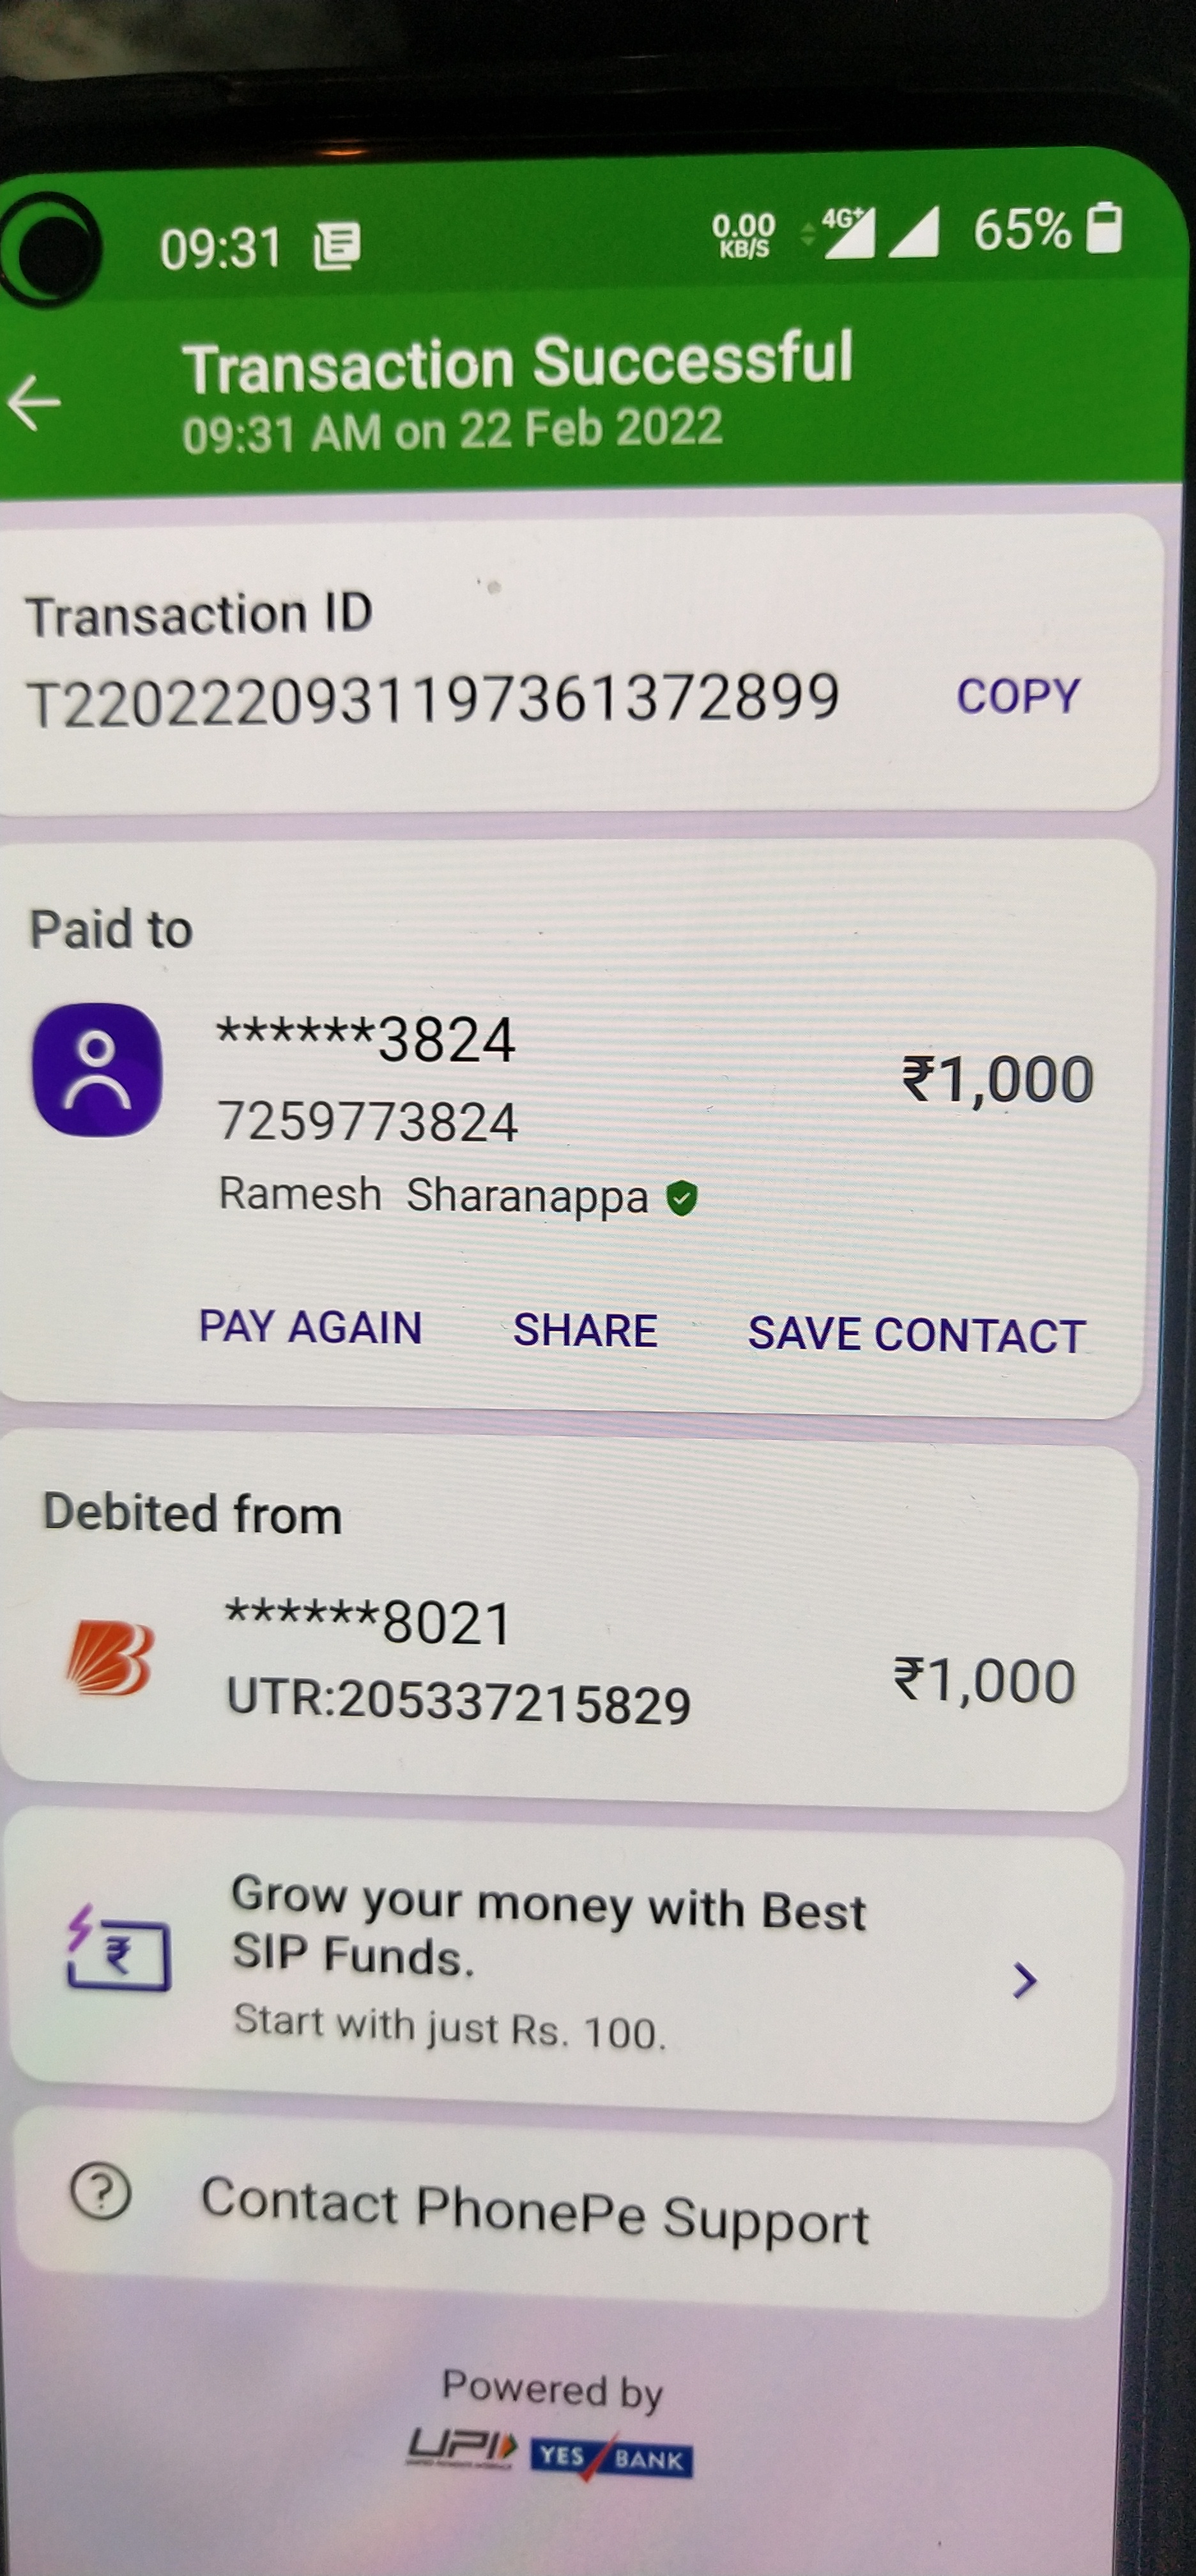 09:31 0.00 KB/S 4G+ 65%
Transaction Successful
09:31 AM on 22 Feb 2022
Transaction ID
T2202220931197361372899 COPY
Paid to
******3824
₹1,000
7259773824
Ramesh Sharanappa
PAY AGAIN SHARE SAVE CONTACT
Debited from
******8021
₹1,000
UTR:205337215829
Grow your money with Best
SIP Funds.
Start with just Rs. 100.
Contact PhonePe Support
Powered by
UPI YES BANK